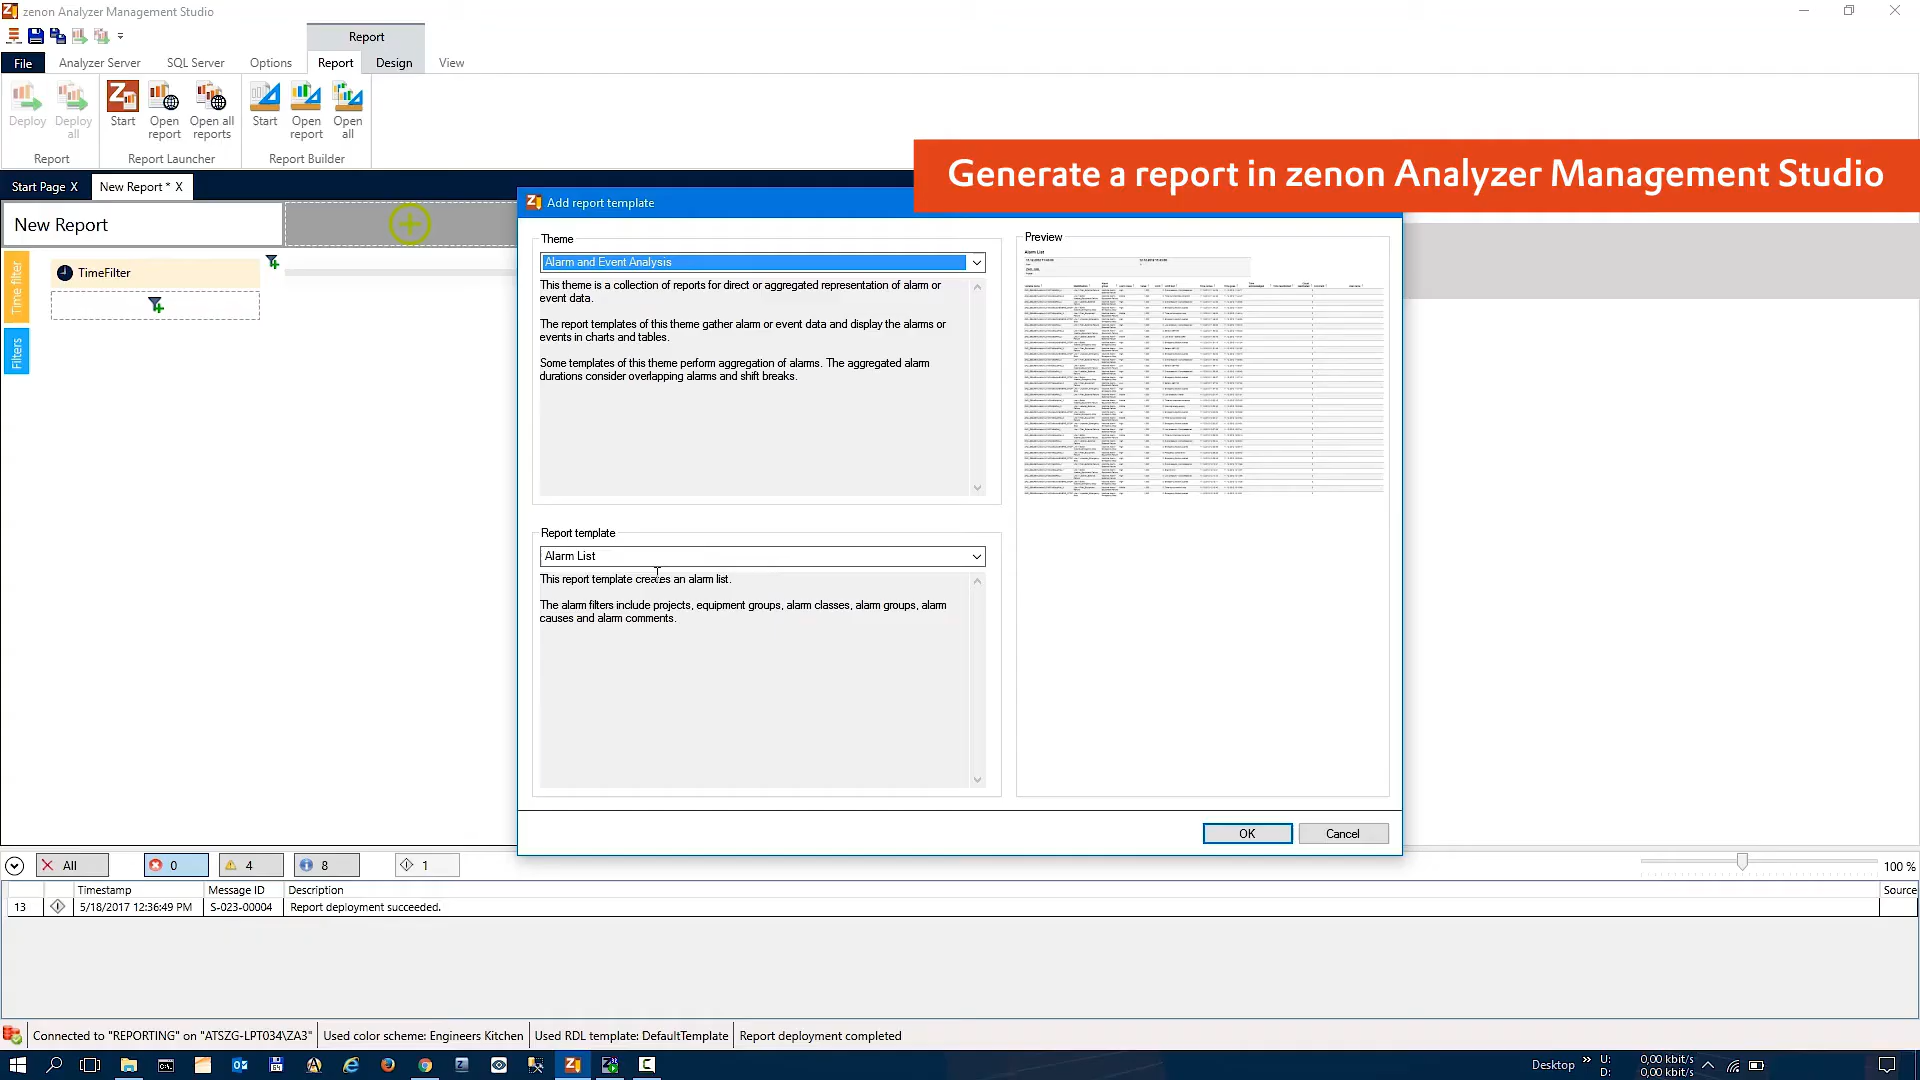 zenon Analyzer Management Studio
Report
File
Analyzer Server
SQL Server
Options
Report
Design
View
Deploy
Deploy all
Start
Open report
Open all reports
Start
Open report
Open all
Report
Report Launcher
Report Builder
Generate a report in zenon Analyzer Management Studio
Start Page X
New Report * X
New Report
Time filter
TimeFilter
Filters
Add report template
Theme
Alarm and Event Analysis
This theme is a collection of reports for direct or aggregated representation of alarm or
event data.
The report templates of this theme gather alarm or event data and display the alarms or
events in charts and tables.
Some templates of this theme perform aggregation of alarms. The aggregated alarm
durations consider overlapping alarms and shift breaks.
Report template
Alarm List
This report template creates an alarm list.
The alarm filters include projects, equipment groups, alarm classes, alarm groups, alarm
causes and alarm comments.
Preview
Alarm List
OK
Cancel
All
0
4
8
1
100 %
Timestamp
Message ID
Description
Source
13
5/18/2017 12:36:49 PM
S-023-00004
Report deployment succeeded.
Connected to "REPORTING" on "ATSZG-LPT034\ZA3"
Used color scheme: Engineers Kitchen
Used RDL template: DefaultTemplate
Report deployment completed
Desktop
U: 0,00 kbit/s
D: 0,00 kbit/s